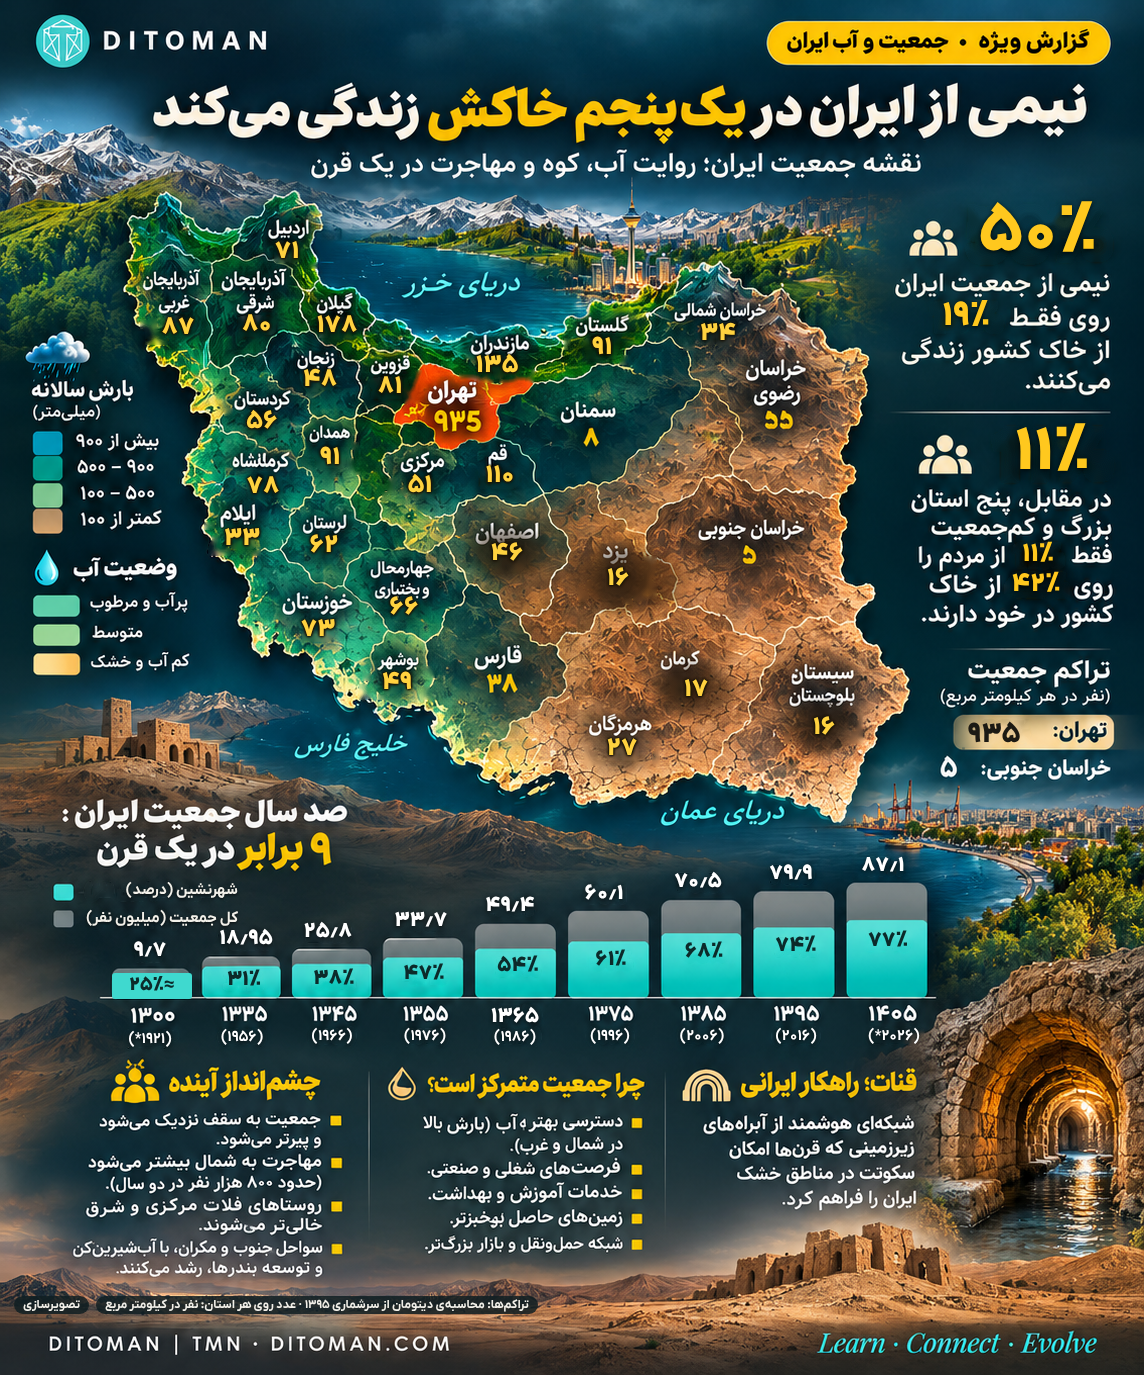 DITOMAN
گزارش ویژه • جمعیت و آب ایران
نیمی از ایران در یک‌پنجم خاکش زندگی می‌کند
نقشه جمعیت ایران؛ روایت آب، کوه و مهاجرت در یک قرن
۵۰٪
نیمی از جمعیت ایران
روی فقط ۱۹٪
از خاک کشور زندگی
می‌کنند.
۱۱٪
در مقابل، پنج استان
بزرگ و کم‌جمعیت
فقط ۱۱٪ از مردم را
روی ۴۲٪ از خاک
کشور در خود دارند.
تراکم جمعیت
(نفر در هر کیلومتر مربع)
تهران: ۹۳۵
خراسان جنوبی: ۵
دریای خزر
اردبیل
۷۱
آذربایجان
شرقی
۸۰
آذربایجان
غربی
۸۷
گیلان
۱۷۸
مازندران
۱۳۵
گلستان
۹۱
خراسان شمالی
۳۴
خراسان
رضوی
۵۵
زنجان
۴۸
قزوین
۸۱
تهران
۹۳۵
سمنان
۸
کردستان
۵۶
همدان
۹۱
کرمانشاه
۷۸
مرکزی
۵۱
قم
۱۱۰
ایلام
۳۳
لرستان
۶۲
اصفهان
۴۶
یزد
۱۶
خراسان جنوبی
۵
چهارمحال
و بختیاری
۶۶
خوزستان
۷۳
بوشهر
۴۹
فارس
۳۸
کرمان
۱۷
سیستان
بلوچستان
۱۶
هرمزگان
۲۷
خلیج فارس
دریای عمان
بارش سالانه
(میلی‌متر)
بیش از ۹۰۰
۵۰۰ – ۹۰۰
۱۰۰ – ۵۰۰
کمتر از ۱۰۰
وضعیت آب
پرآب و مرطوب
متوسط
کم آب و خشک
صد سال جمعیت ایران :
۹ برابر در یک قرن
شهرنشین (درصد)
کل جمعیت (میلیون نفر)
۹٫۷
۱۸٫۹۵
۲۵٫۸
۳۳٫۷
۴۹٫۴
۶۰٫۱
۷۰٫۵
۷۹٫۹
۸۷٫۱
≈۲۵٪
۳۱٪
۳۸٪
۴۷٪
۵۴٪
۶۱٪
۶۸٪
۷۴٪
۷۷٪
۱۳۰۰
۱۳۳۵
۱۳۴۵
۱۳۵۵
۱۳۶۵
۱۳۷۵
۱۳۸۵
۱۳۹۵
۱۴۰۵
(*۱۹۲۱)
(۱۹۵۶)
(۱۹۶۶)
(۱۹۷۶)
(۱۹۸۶)
(۱۹۹۶)
(۲۰۰۶)
(۲۰۱۶)
(*۲۰۲۶)
قنات؛ راهکار ایرانی
شبکه‌ای هوشمند از آبراه‌های
زیرزمینی که قرن‌ها امکان
سکوتت در مناطق خشک
ایران را فراهم کرد.
چرا جمعیت متمرکز است؟
دسترسی بهتر آب (بارش بالا
در شمال و غرب).
فرصت‌های شغلی و صنعتی.
خدمات آموزش و بهداشت.
زمین‌های حاصل
شبکه حمل‌ونقل و بازار بزرگ‌تر.
چشم‌انداز آینده
جمعیت به سقف نزدیک می‌شود
و پیرتر می‌شود.
مهاجرت به شمال بیشتر می‌شود
(حدود ۸۰۰ هزار نفر در دو سال).
روستاهای فلات مرکزی و شرق
خالی‌تر می‌شوند.
سواحل جنوب و مکران، با آب‌شیرین‌کن
و توسعه بندرها، رشد می‌کنند.
تراکم‌ها: محاسبه‌ی دیتومان از سرشماری ۱۳۹۵ · عدد روی هر استان: نفر در کیلومتر مربع
تصویرسازی
DITOMAN | TMN · DITOMAN.COM
Learn · Connect · Evolve